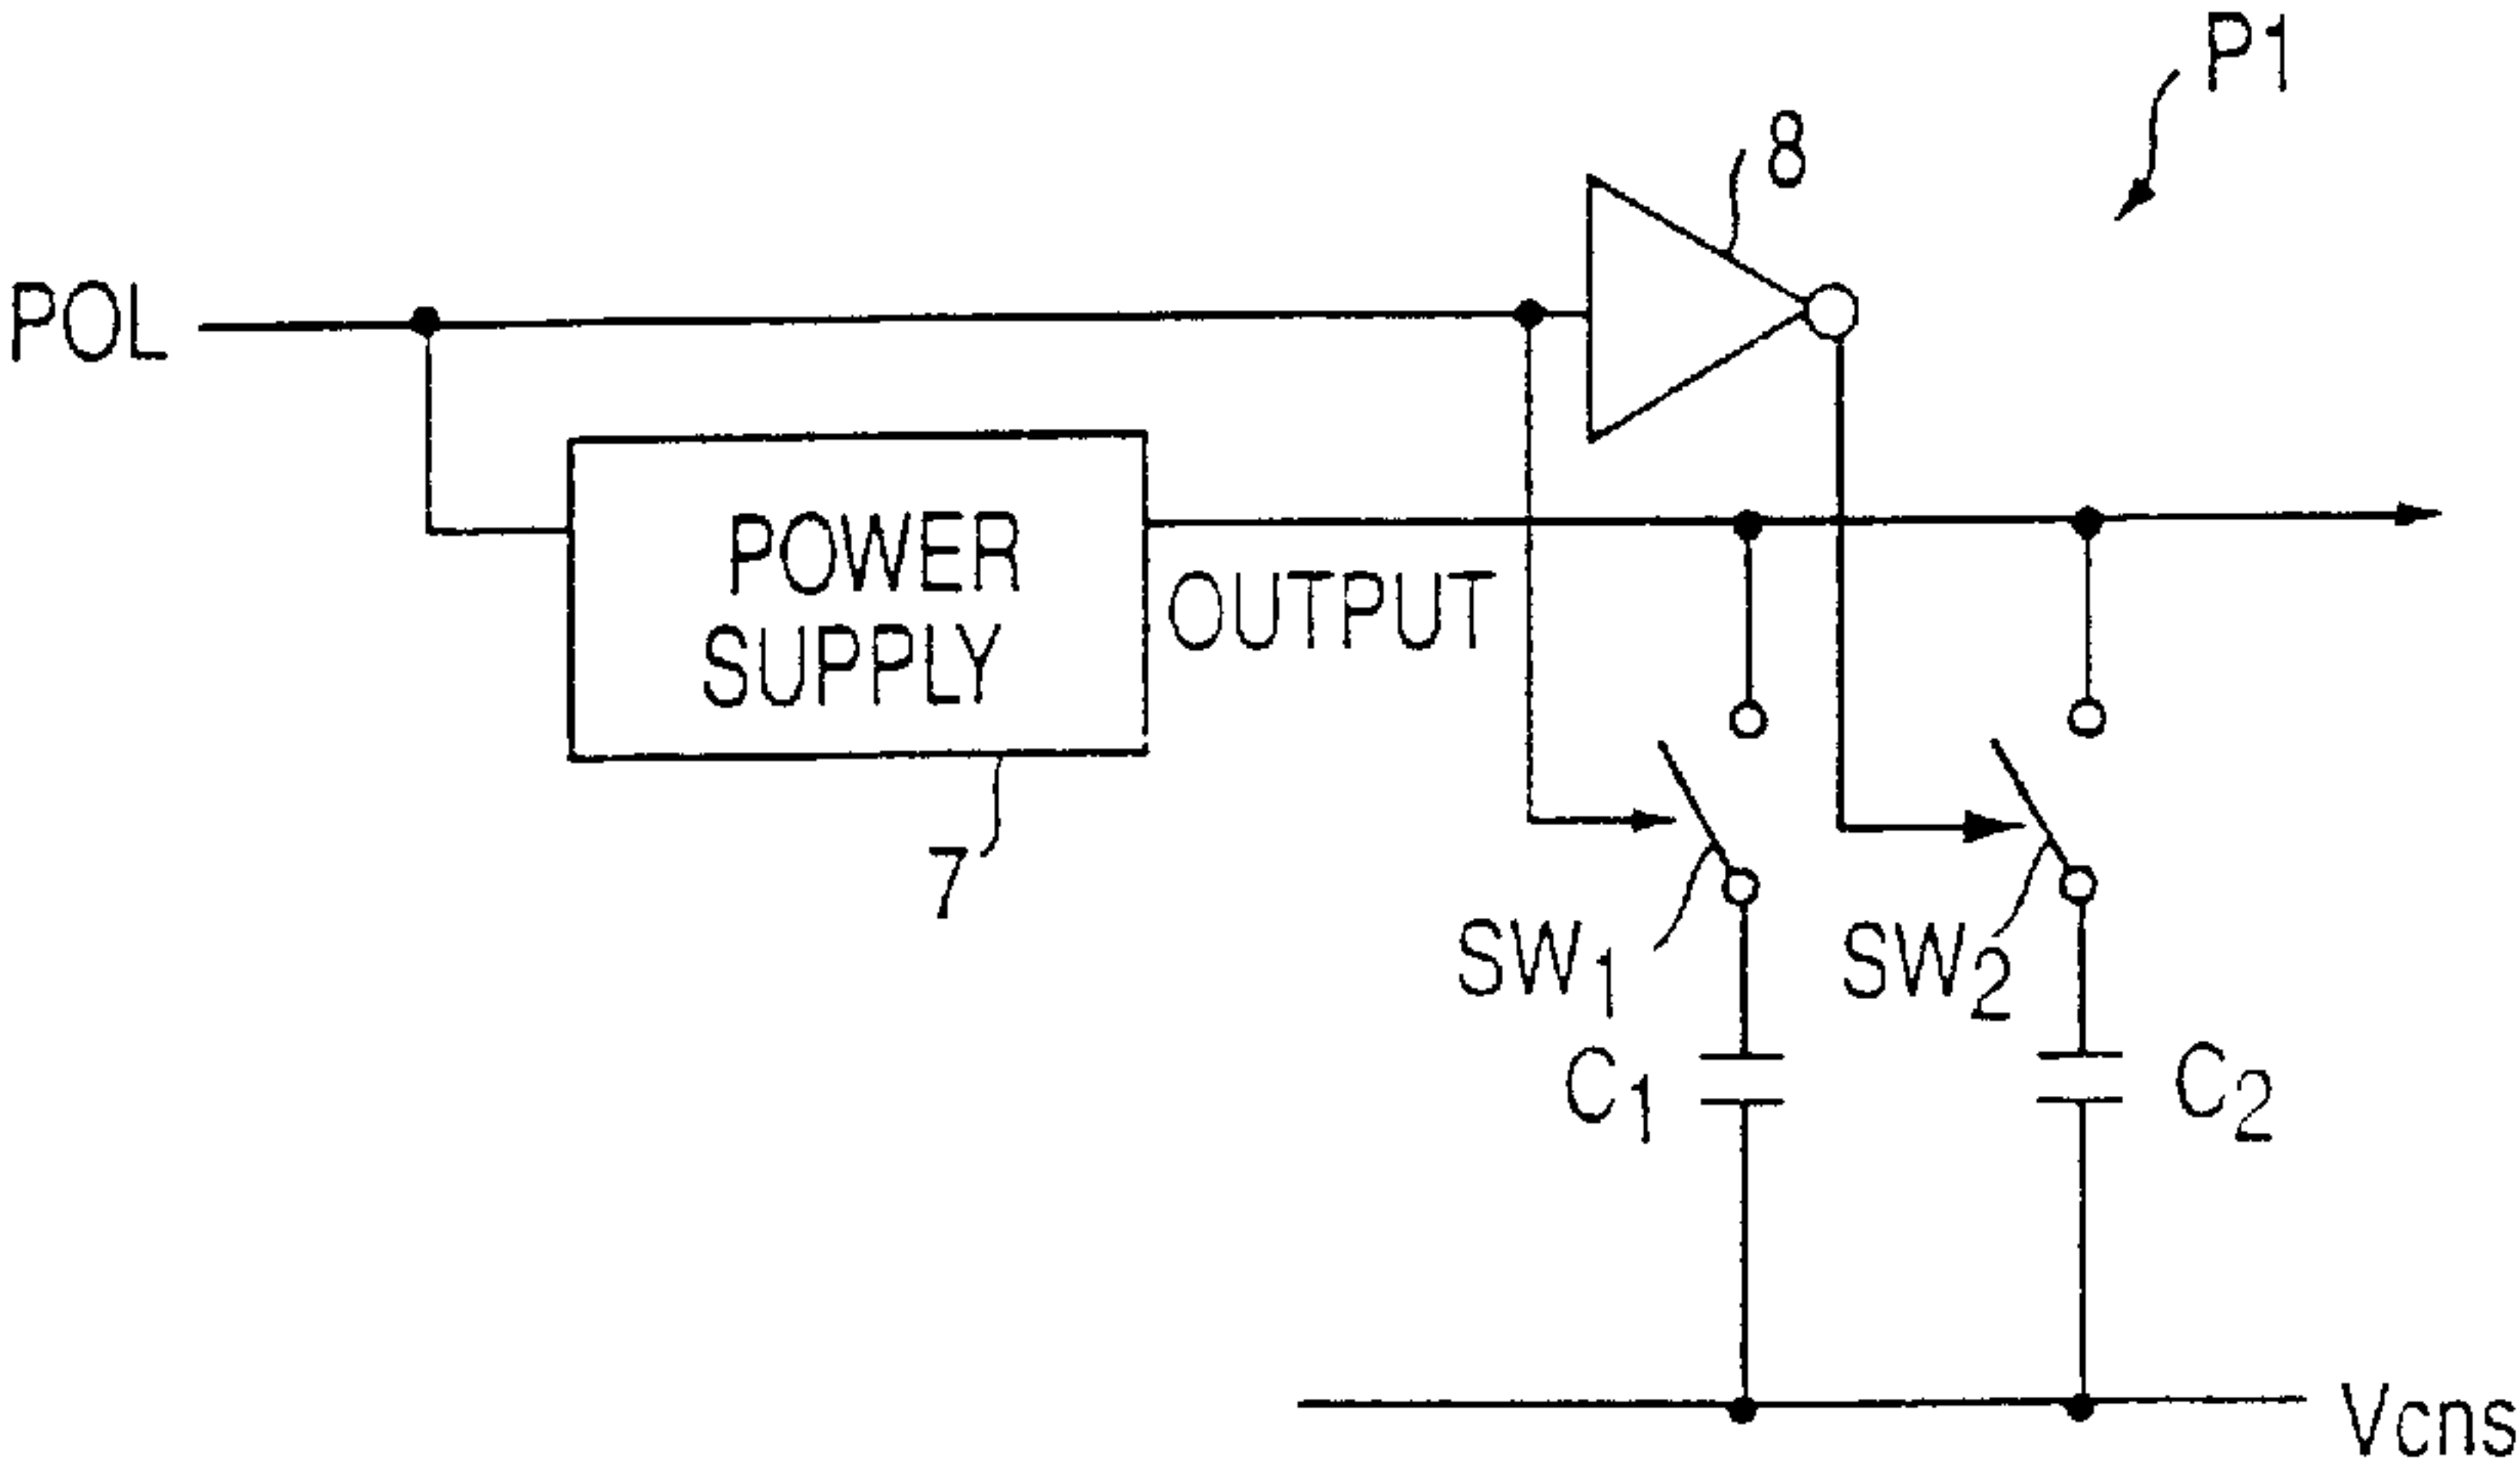 P1
8
POL
POWER
SUPPLY
OUTPUT
7
SW1
SW2
C1
C2
Vcns